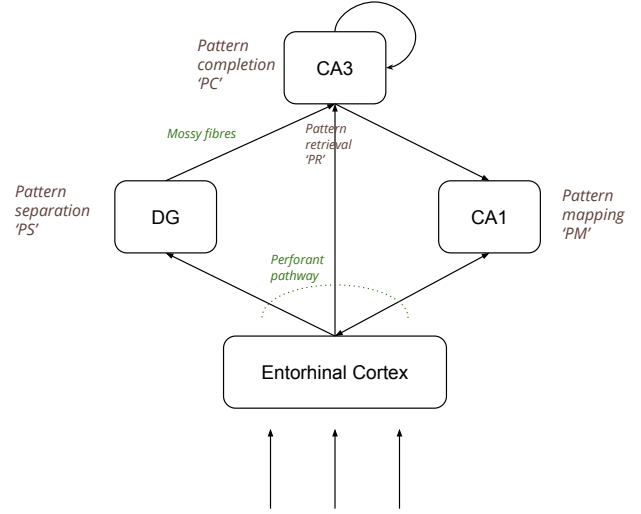 Pattern
completion
'PC'
CA3
Mossy fibres
Pattern
retrieval
'PR'
Pattern
separation
'PS'
DG
CA1
Pattern
mapping
'PM'
Perforant
pathway
Entorhinal Cortex